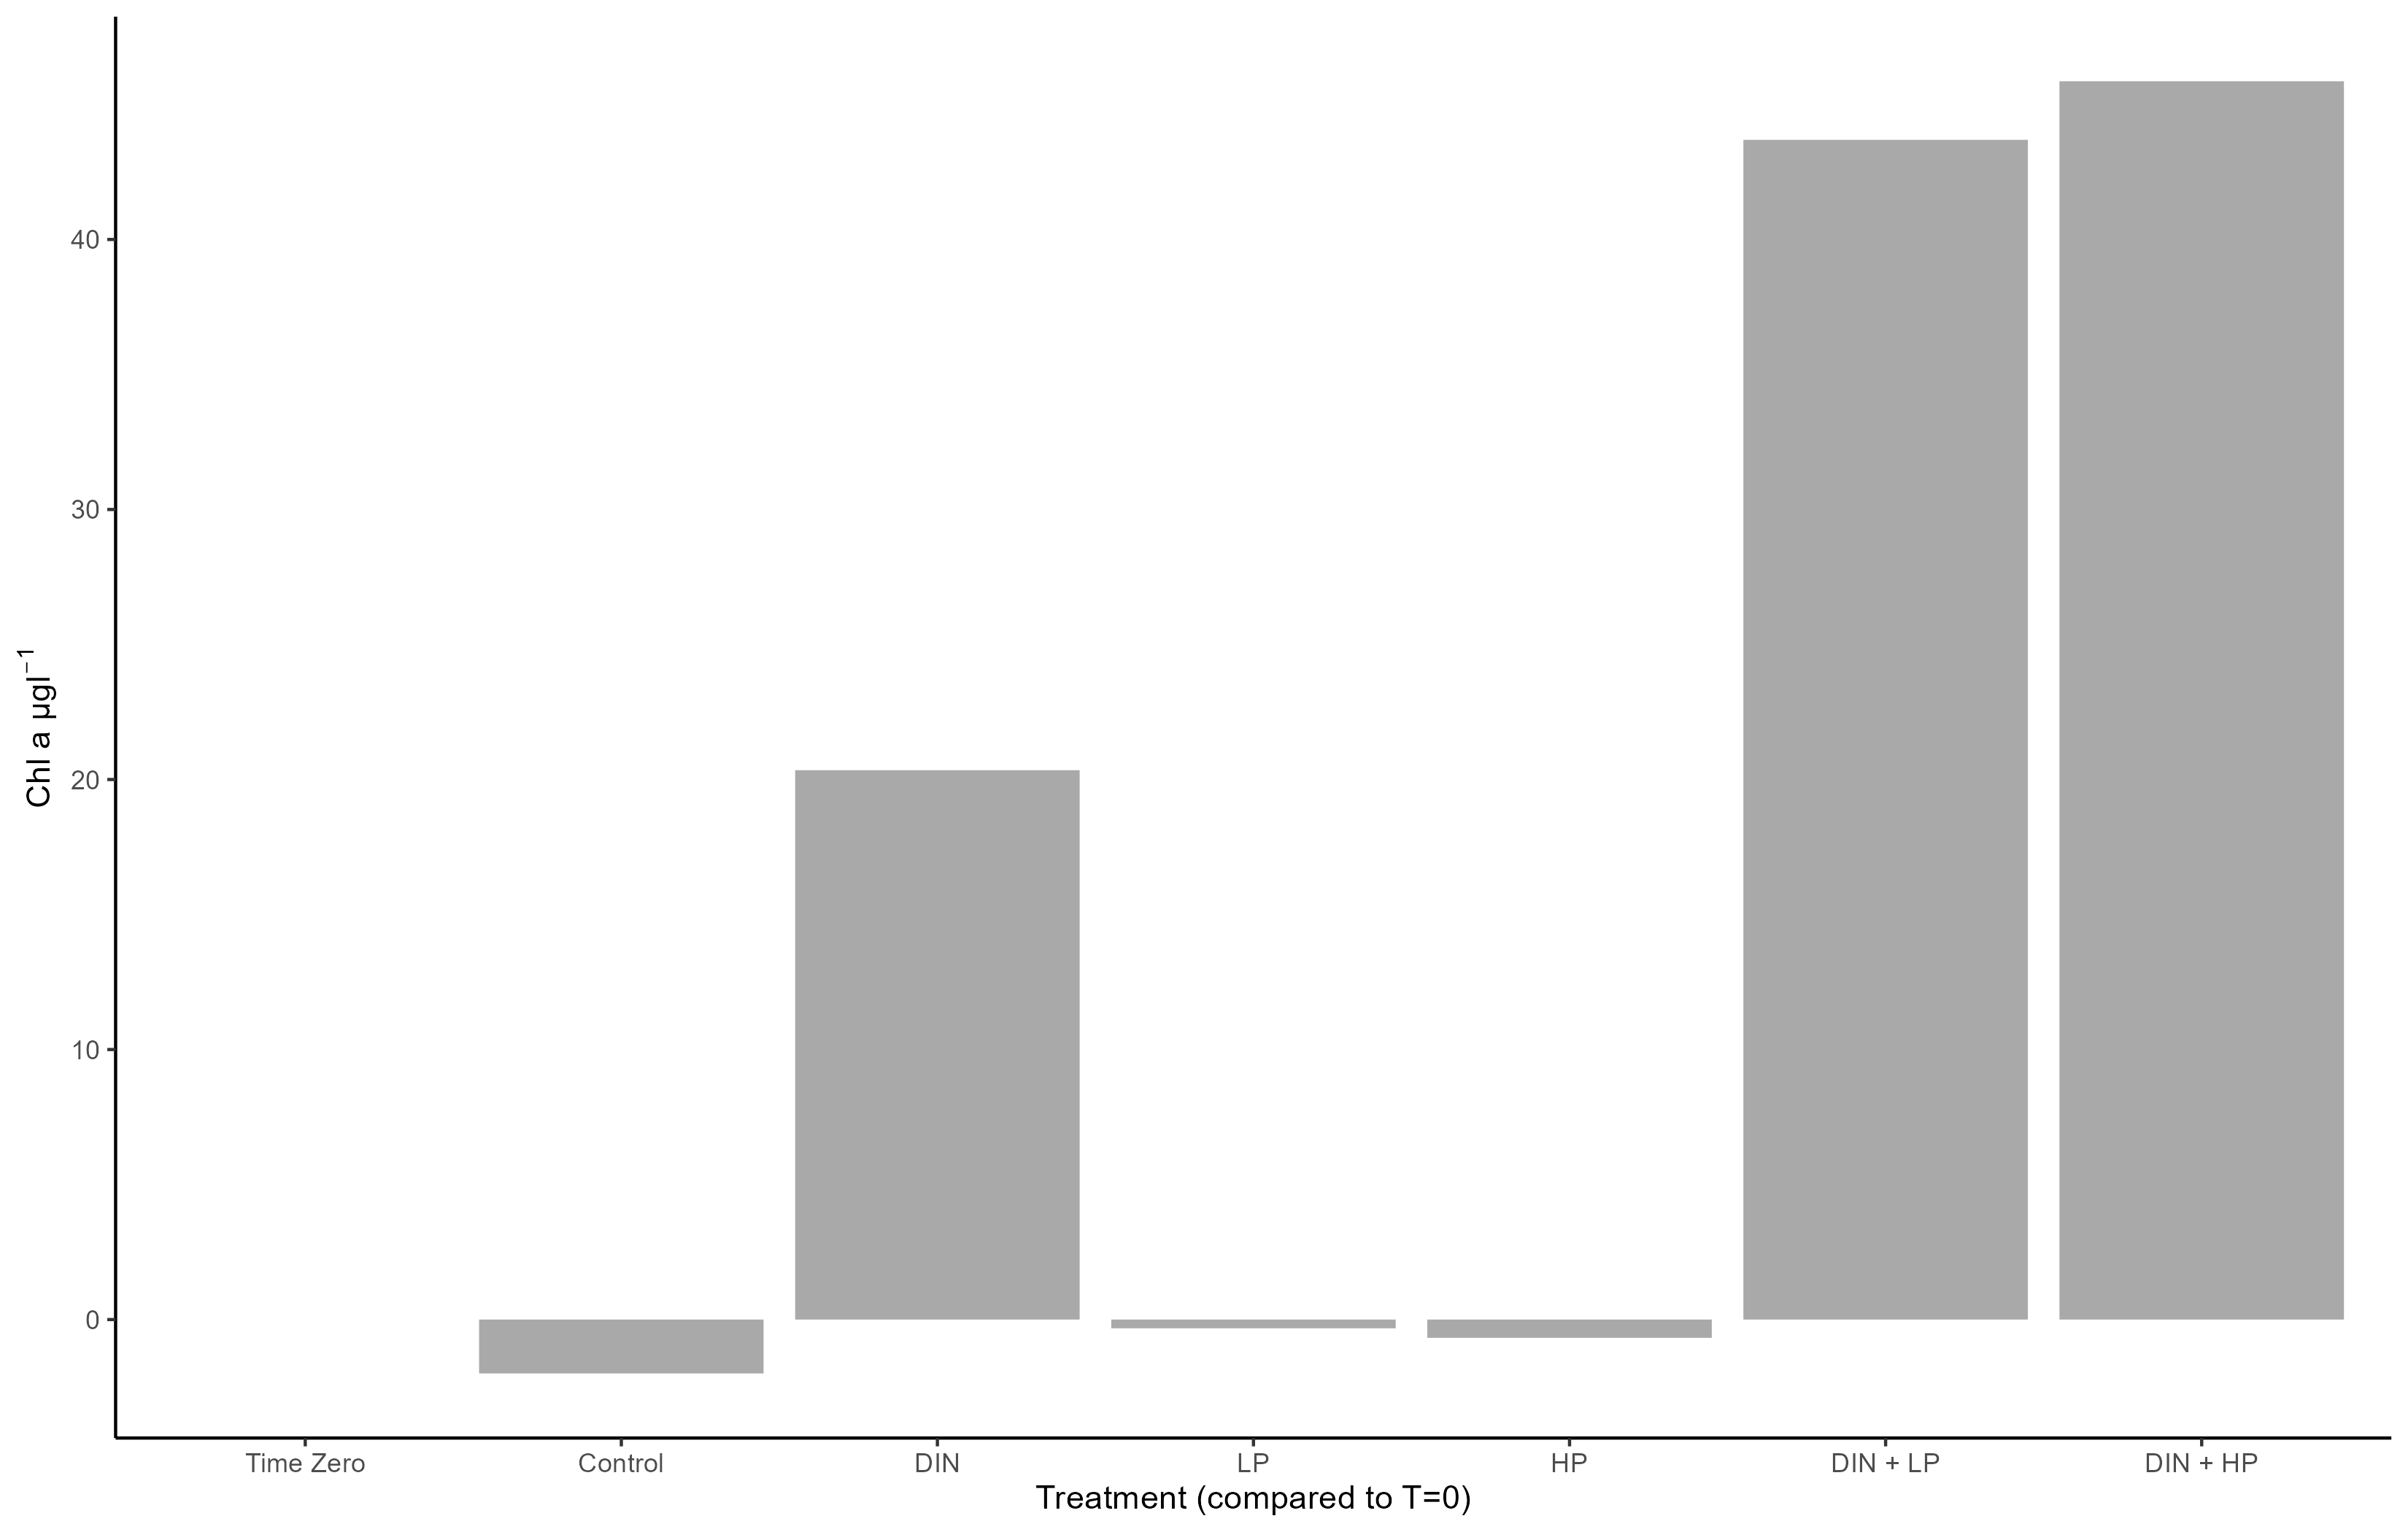 Chl a µgl⁻¹
40
30
20
10
0
Time Zero Control DIN LP HP DIN + LP DIN + HP
Treatment (compared to T=0)